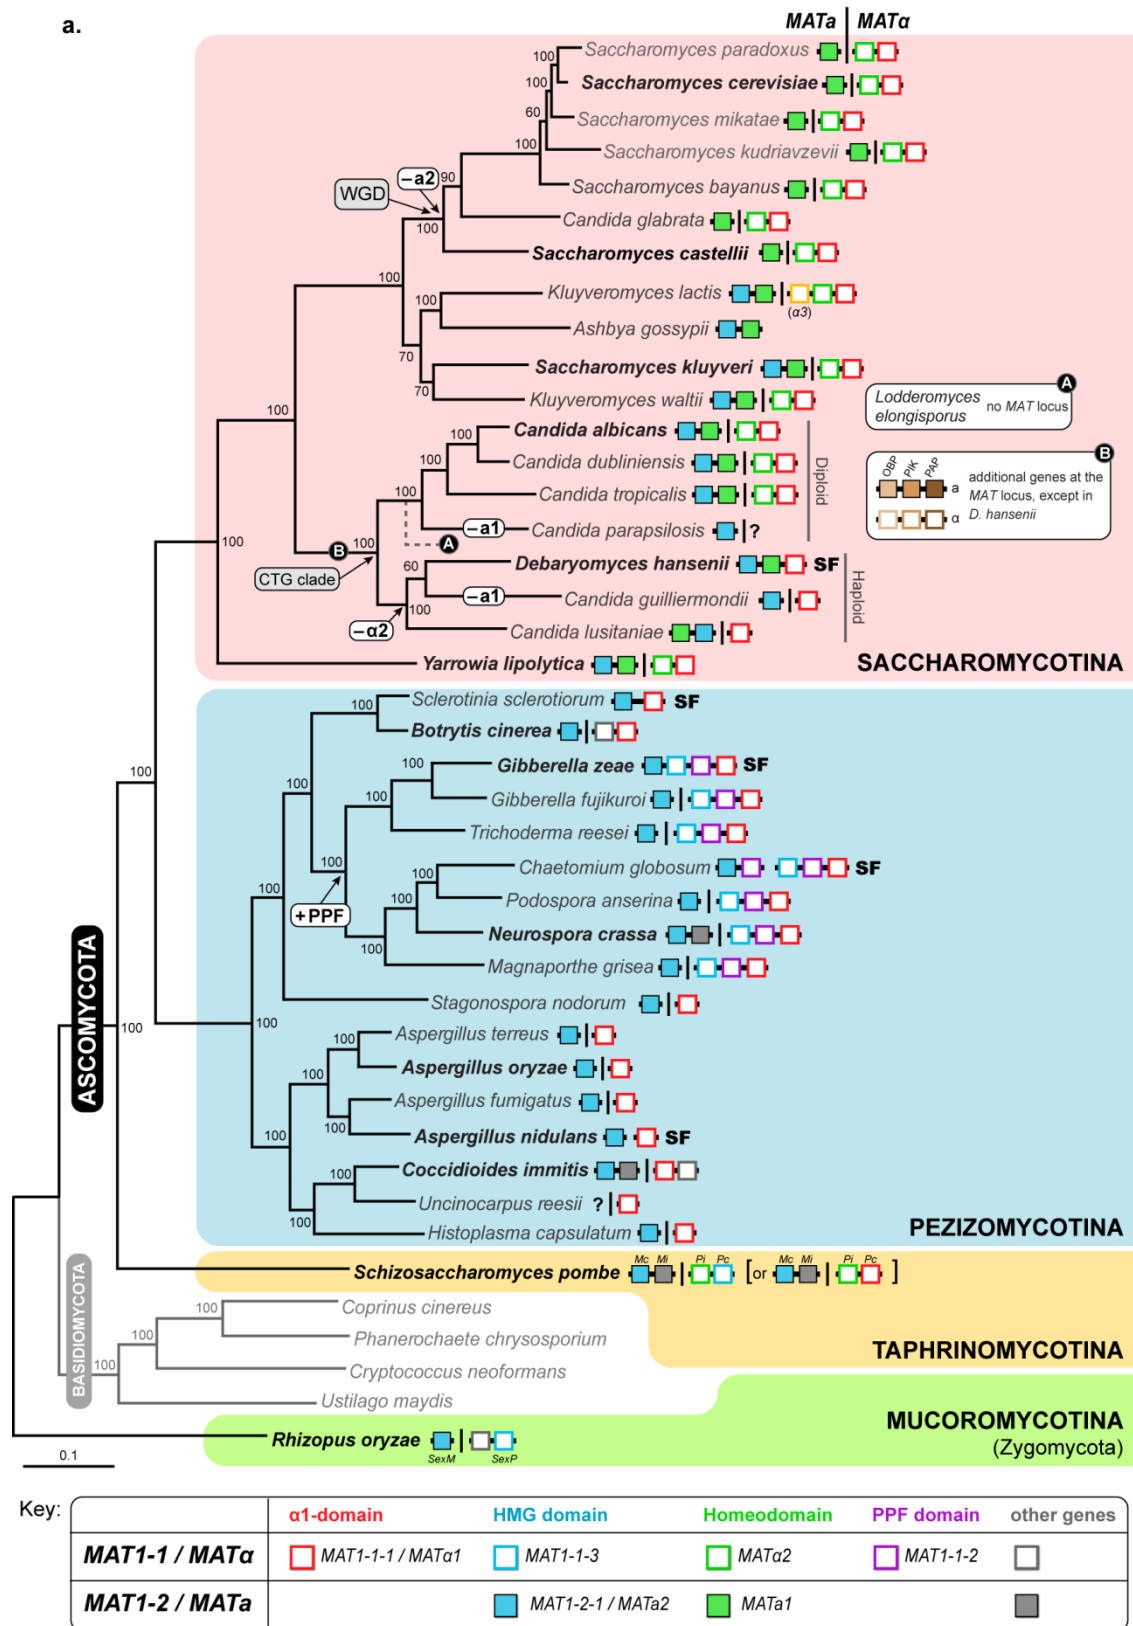 a.
MATa MATα
Saccharomyces paradoxus
100
Saccharomyces cerevisiae
100
Saccharomyces mikatae
60
Saccharomyces kudriavzevii
100
Saccharomyces bayanus
90
–a2
WGD
Candida glabrata
100
Saccharomyces castellii
100
Kluyveromyces lactis
(α3)
100
Ashbya gossypii
70
Saccharomyces kluyveri
70
Kluyveromyces waltii
A
Lodderomyces elongisporus no MAT locus
100
Candida albicans
100
Candida dubliniensis
100
Candida tropicalis
100
–a1
Candida parapsilosis ?
Diploid
B
OBP PIK PAP
a
α
additional genes at the
MAT locus, except in
D. hansenii
A
100
B
100
CTG clade
60
Debaryomyces hansenii SF
–a1
Candida guilliermondii
100
–α2
Candida lusitaniae
Haploid
Yarrowia lipolytica
SACCHAROMYCOTINA
100
Sclerotinia sclerotiorum SF
100
Botrytis cinerea
100
100
Gibberella zeae SF
100
Gibberella fujikuroi
100
Trichoderma reesei
100
+PPF
Chaetomium globosum SF
100
100
Podospora anserina
100
Neurospora crassa
100
Magnaporthe grisea
100
Stagonospora nodorum
100
Aspergillus terreus
100
Aspergillus oryzae
100
Aspergillus fumigatus
100
Aspergillus nidulans SF
100
Coccidioides immitis
100
Uncinocarpus reesii ?
100
Histoplasma capsulatum
PEZIZOMYCOTINA
ASCOMYCOTA
100
Mc Mi Pi Pc Mc Mi Pi Pc
Schizosaccharomyces pombe [or ]
Coprinus cinereus
100
Phanerochaete chrysosporium
100
Cryptococcus neoformans
100
Ustilago maydis
BASIDIOMYCOTA
TAPHRINOMYCOTINA
MUCOROMYCOTINA
(Zygomycota)
Rhizopus oryzae
SexM SexP
0.1
Key:
α1-domain HMG domain Homeodomain PPF domain other genes
MAT1-1 / MATα MAT1-1-1 / MATα1 MAT1-1-3 MATα2 MAT1-1-2
MAT1-2 / MATa MAT1-2-1 / MATa2 MATa1